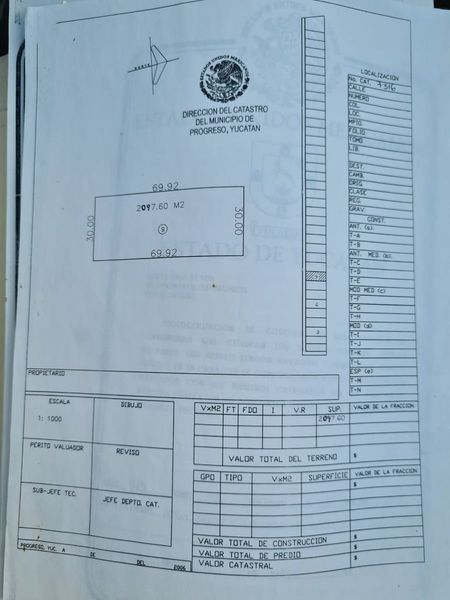 NORTE
ESTADOS UNIDOS MEXICANOS
DIRECCION DEL CATASTRO
DEL MUNICIPIO DE
PROGRESO, YUCATAN
69.92
2097.60 M2
30.00
30.00
9
69.92
LOCALIZACION
No. CAT. 7316
CALLE
NUMERO
COL.
LOC.
MPIO.
FOLIO
TOMO
LIB.
DEST.
CAMB.
ORIG
CLASE
REG.
GRAV.
CONST.
ANT. (a).
T-A
T-B
ANT. MED. (b).
T-C
T-D
T-E
MOD MED (c)
T-F
T-G
T-H
MOD (d)
T-I
T-J
T-K
T-L
ESP (e)
T-M
T-N
PROPIETARIO
ESCALA
DIBUJO
1: 1000
PERITO VALUADOR
REVISO
SUB-JEFE TEC.
JEFE DEPTO. CAT.
PROGRESO, YUC. A DE DEL 2006
VxM2 FT FDO I V.R SUP. VALOR DE LA FRACCION
2097.60
VALOR TOTAL DEL TERRENO $
GPO TIPO VxM2 SUPERFICIE VALOR DE LA FRACCION
VALOR TOTAL DE CONSTRUCCION $
VALOR TOTAL DE PREDIO $
VALOR CATASTRAL $